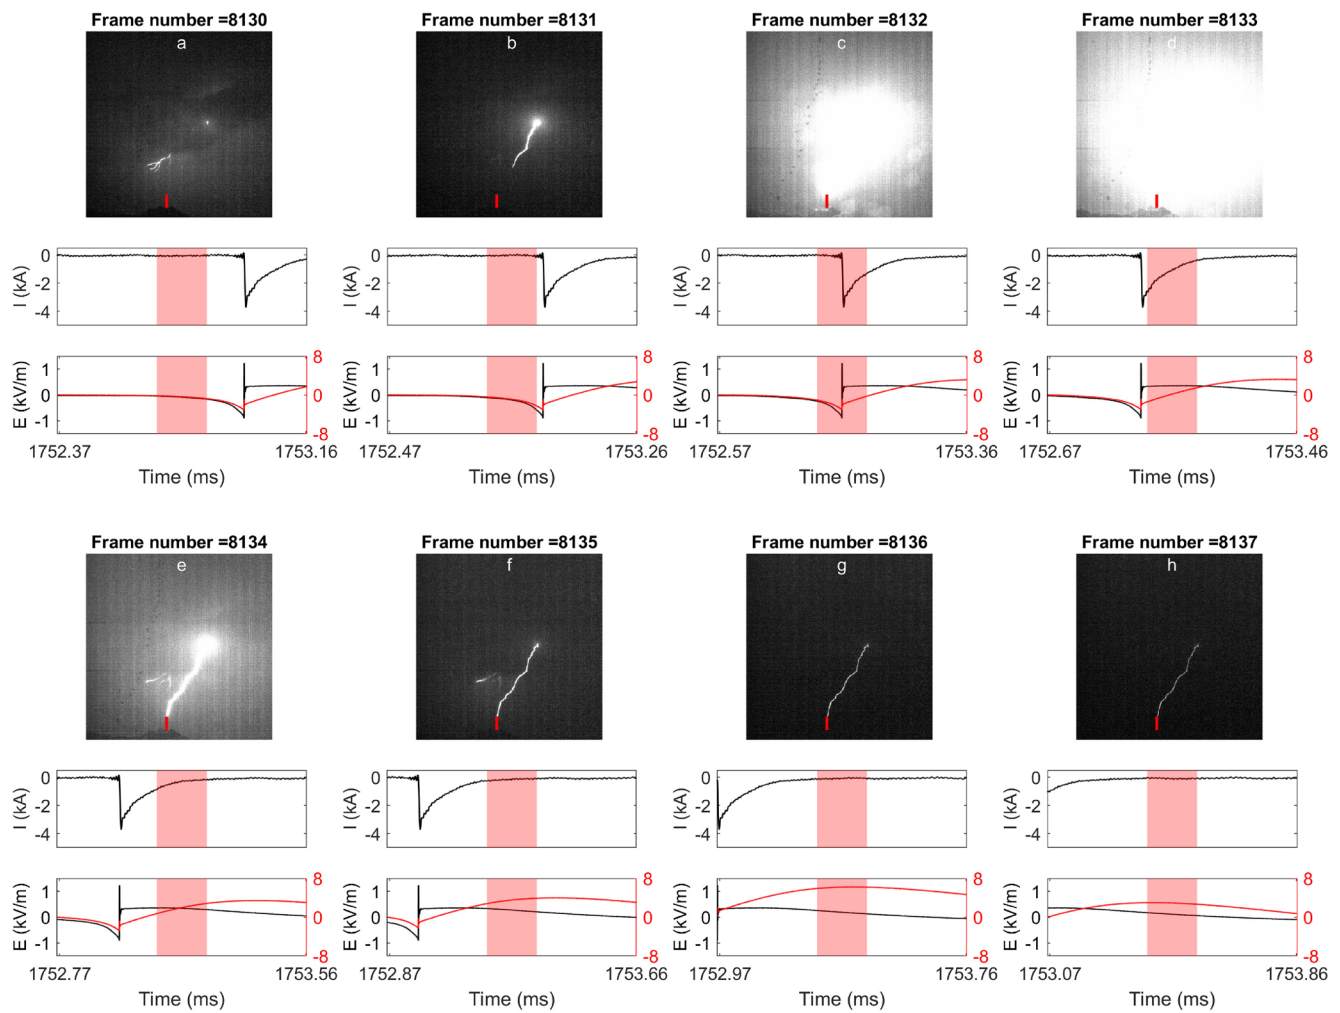 Frame number =8130
Frame number =8131
Frame number =8132
Frame number =8133
a
b
c
d
I (kA)
0
-2
-4
I (kA)
0
-2
-4
I (kA)
0
-2
-4
I (kA)
0
-2
-4
E (kV/m)
1
0
-1
8
0
-8
E (kV/m)
1
0
-1
8
0
-8
E (kV/m)
1
0
-1
8
0
-8
E (kV/m)
1
0
-1
8
0
-8
1752.37 1753.16
1752.47 1753.26
1752.57 1753.36
1752.67 1753.46
Time (ms)
Time (ms)
Time (ms)
Time (ms)
Frame number =8134
Frame number =8135
Frame number =8136
Frame number =8137
e
f
g
h
I (kA)
0
-2
-4
I (kA)
0
-2
-4
I (kA)
0
-2
-4
I (kA)
0
-2
-4
E (kV/m)
1
0
-1
8
0
-8
E (kV/m)
1
0
-1
8
0
-8
E (kV/m)
1
0
-1
8
0
-8
E (kV/m)
1
0
-1
8
0
-8
1752.77 1753.56
1752.87 1753.66
1752.97 1753.76
1753.07 1753.86
Time (ms)
Time (ms)
Time (ms)
Time (ms)